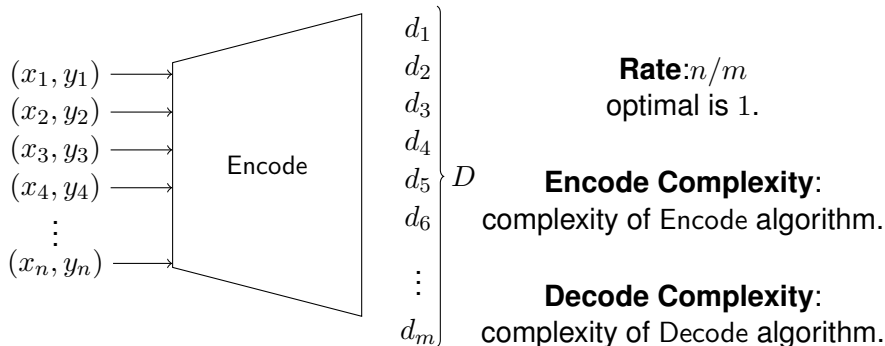 (x₁, y₁)
(x₂, y₂)
(x₃, y₃)
(x₄, y₄)
⋮
(xₙ, yₙ)
Encode
d₁
d₂
d₃
d₄
d₅
d₆
⋮
dₘ
D
Rate:n/m
optimal is 1.
Encode Complexity:
complexity of Encode algorithm.
Decode Complexity:
complexity of Decode algorithm.